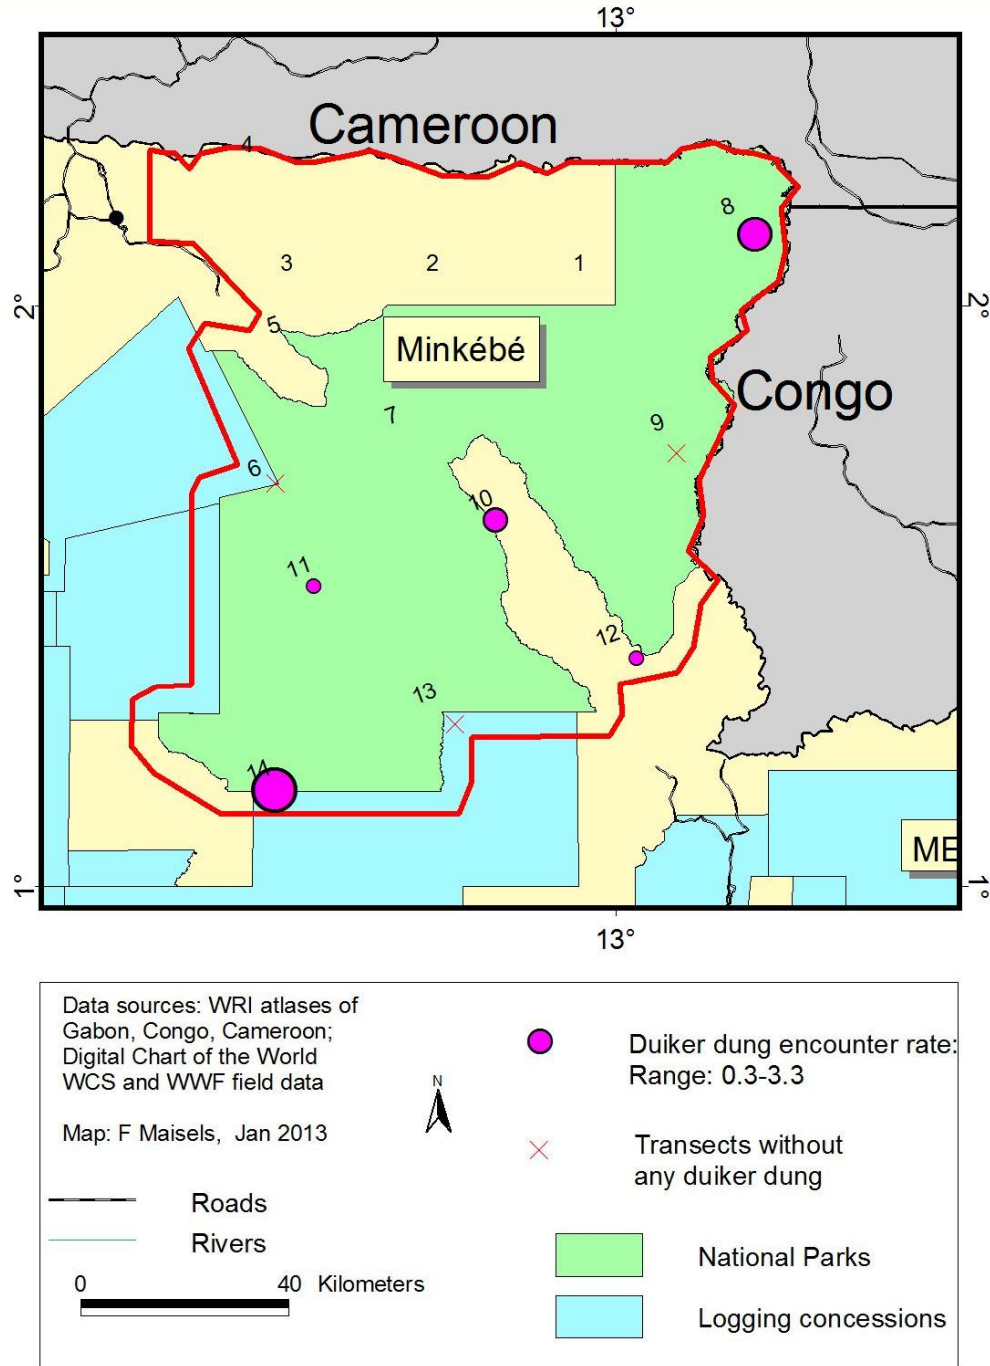 13°
Cameroon
4
8
3
2
1
2°
2°
5
Minkébé
Congo
7
9
6
10
11
12
13
14
ME
1°
1°
13°
Data sources: WRI atlases of
Gabon, Congo, Cameroon;
Digital Chart of the World
WCS and WWF field data
Map: F Maisels, Jan 2013
N
Duiker dung encounter rate:
Range: 0.3-3.3
Transects without
any duiker dung
Roads
Rivers
0 40 Kilometers
National Parks
Logging concessions